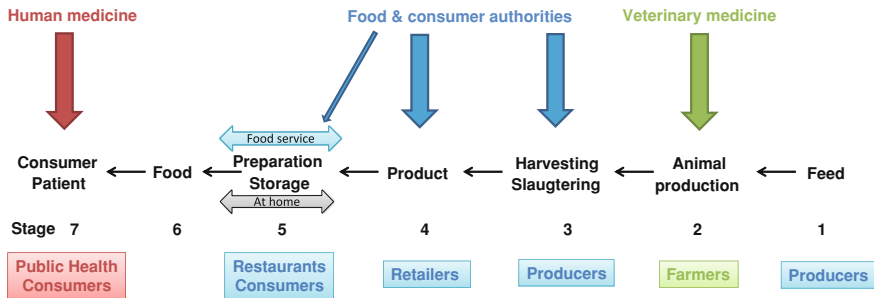 Human medicine
Food & consumer authorities
Veterinary medicine
Food service
Consumer
Patient
Food
Preparation
Storage
Product
Harvesting
Slaugtering
Animal
production
Feed
At home
Stage 7 6 5 4 3 2 1
Public Health
Consumers
Restaurants
Consumers
Retailers
Producers
Farmers
Producers